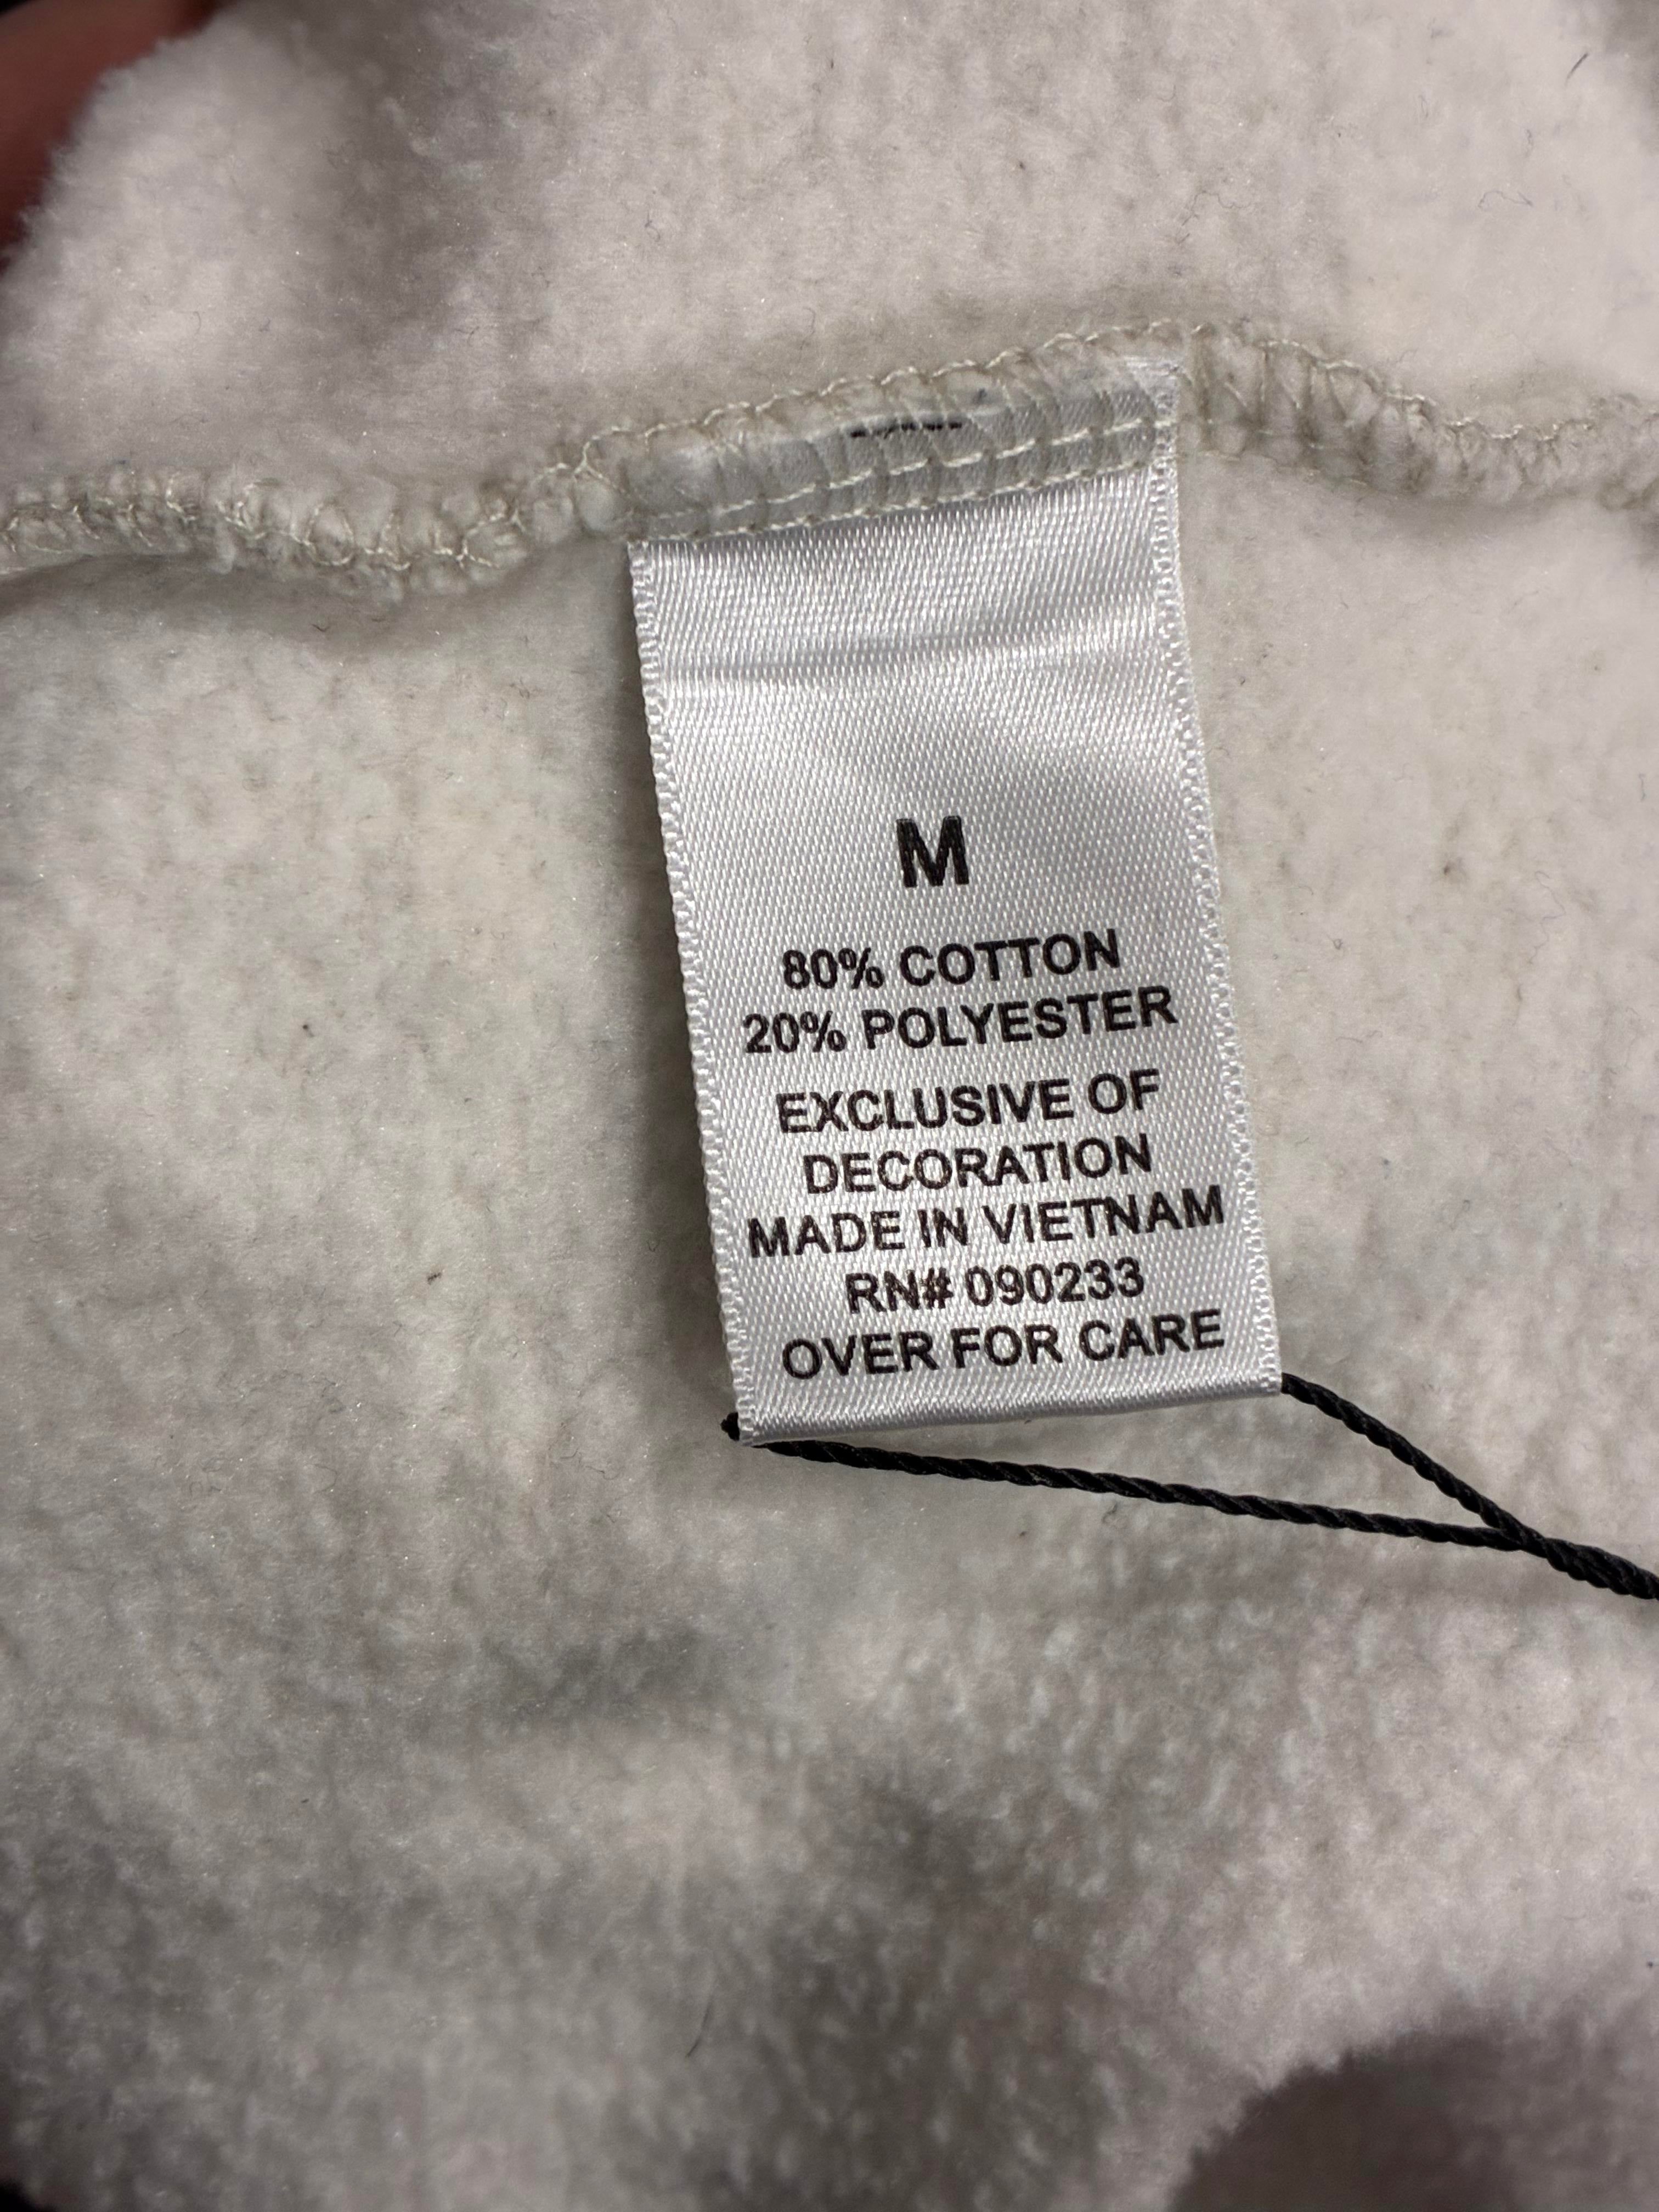 M
80% COTTON
20% POLYESTER
EXCLUSIVE OF
DECORATION
MADE IN VIETNAM
RN# 090233
OVER FOR CARE